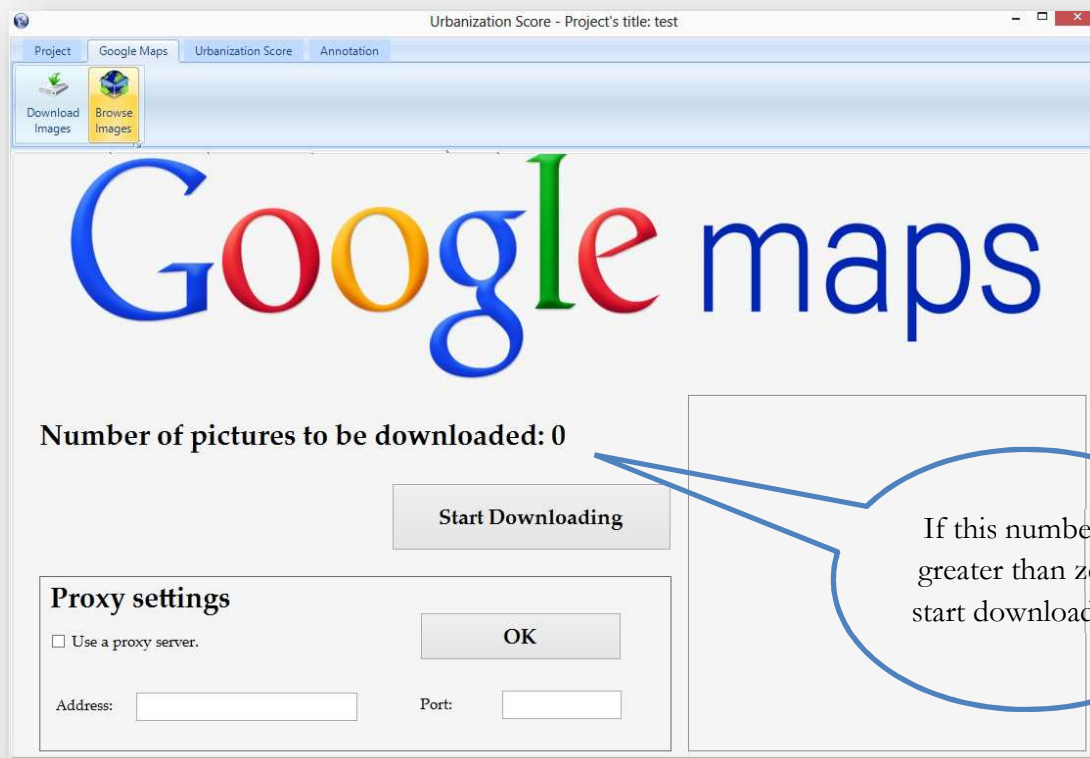 Urbanization Score - Project's title: test
Project Google Maps Urbanization Score Annotation
Download Images
Browse Images
Google maps
Number of pictures to be downloaded: 0
Start Downloading
If this numbe
greater than z
start download
Proxy settings
Use a proxy server.
OK
Address:
Port: